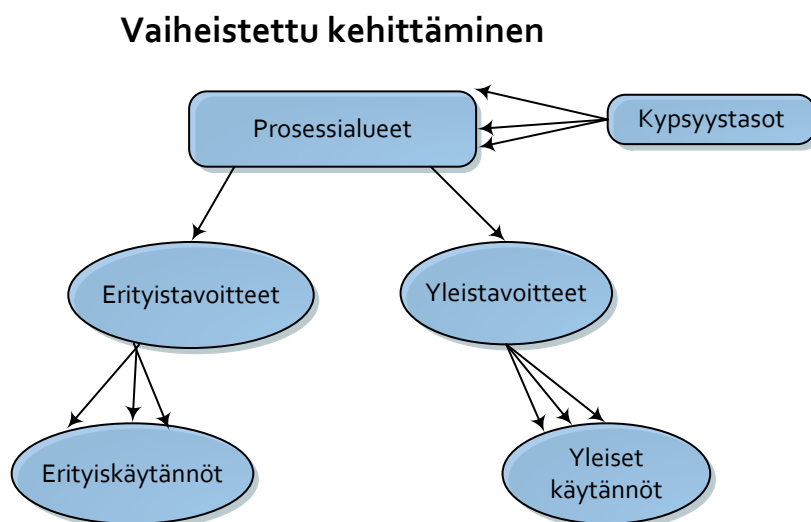 Vaiheistettu kehittäminen
Prosessialueet
Kypsyystasot
Erityistavoitteet
Yleistavoitteet
Erityiskäytännöt
Yleiset
käytännöt